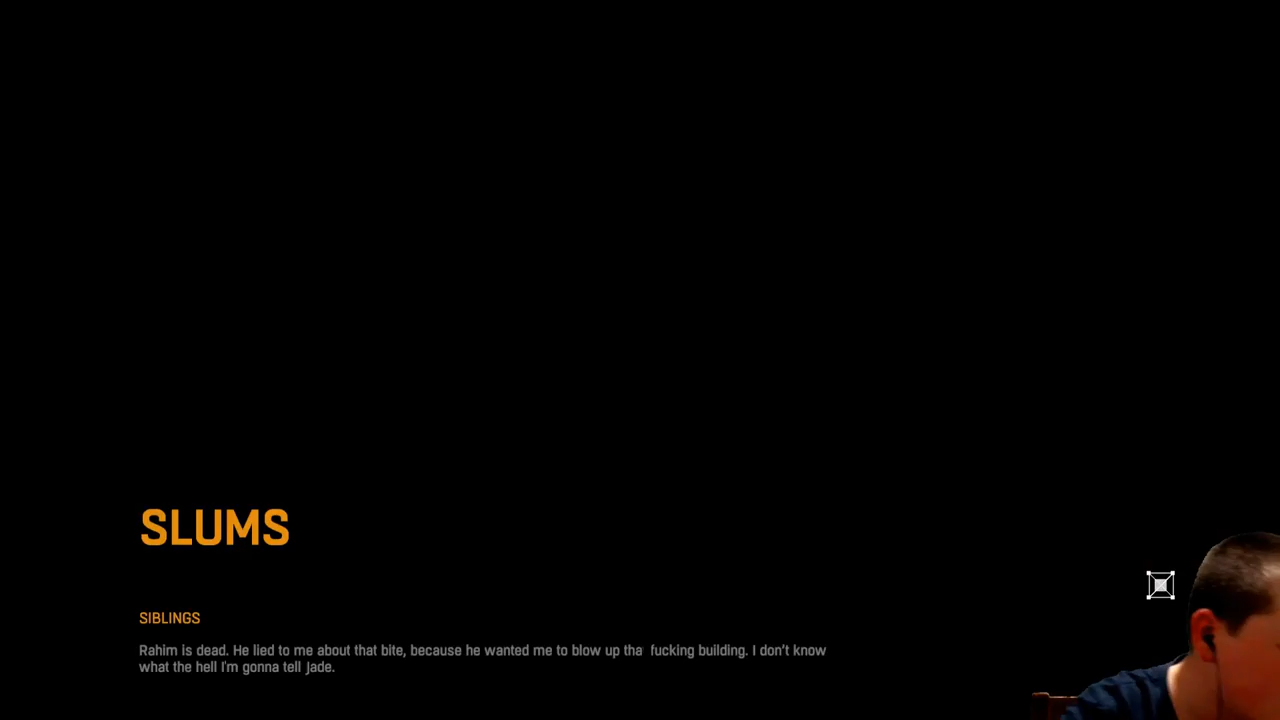 SLUMS
SIBLINGS
Rahim is dead. He lied to me about that bite, because he wanted me to blow up tha fucking building. I don't know
what the hell I'm gonna tell Jade.